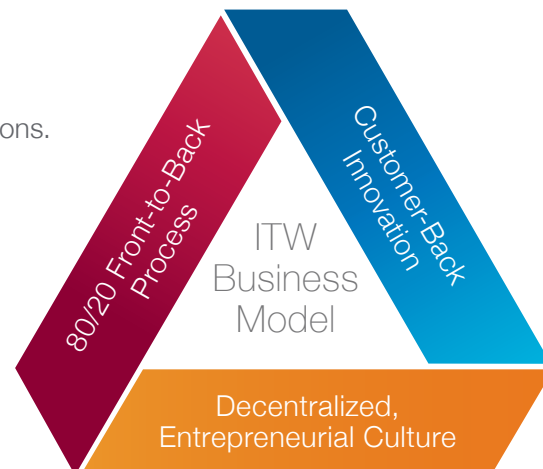 ons.
80/20 Front-to-Back
Process
Customer-Back
Innovation
ITW
Business
Model
Decentralized,
Entrepreneurial Culture